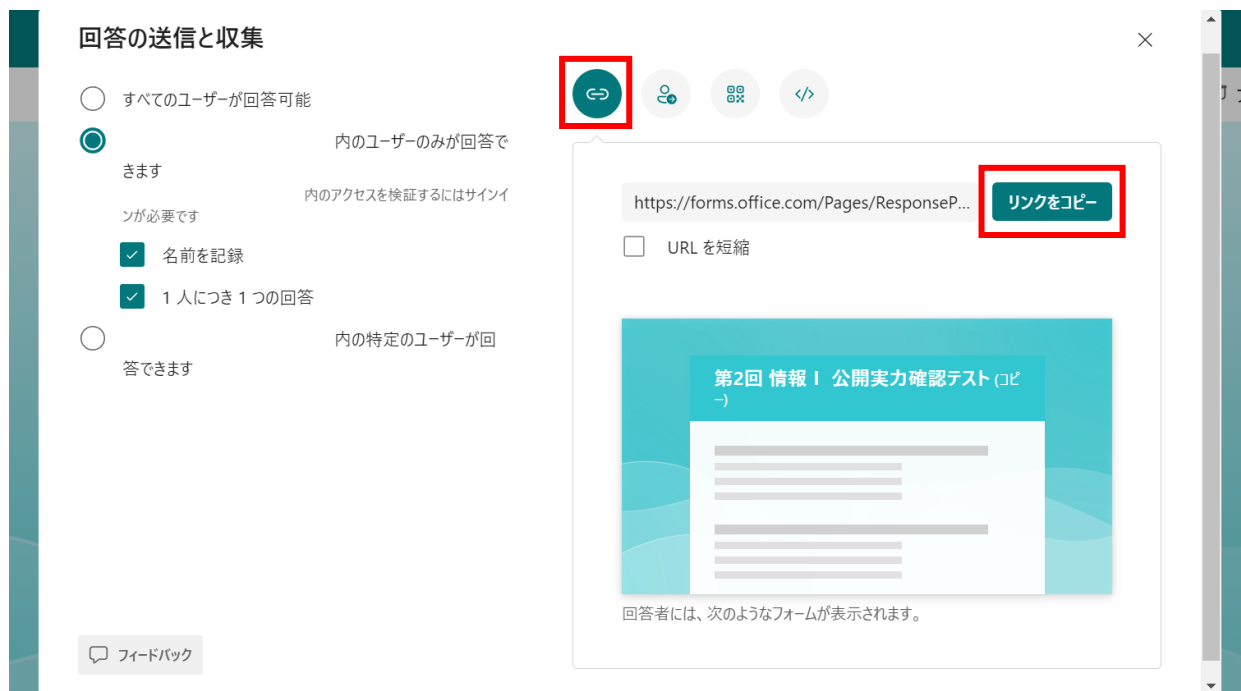 回答の送信と収集
すべてのユーザーが回答可能
内のユーザーのみが回答で
きます
内のアクセスを検証するにはサインイ
ンが必要です
名前を記録
1 人につき 1 つの回答
内の特定のユーザーが回
答できます
フィードバック
https://forms.office.com/Pages/ResponseP...
リンクをコピー
URL を短縮
第2回 情報Ⅰ 公開実力確認テスト (コピ
ー)
回答者には、次のようなフォームが表示されます。